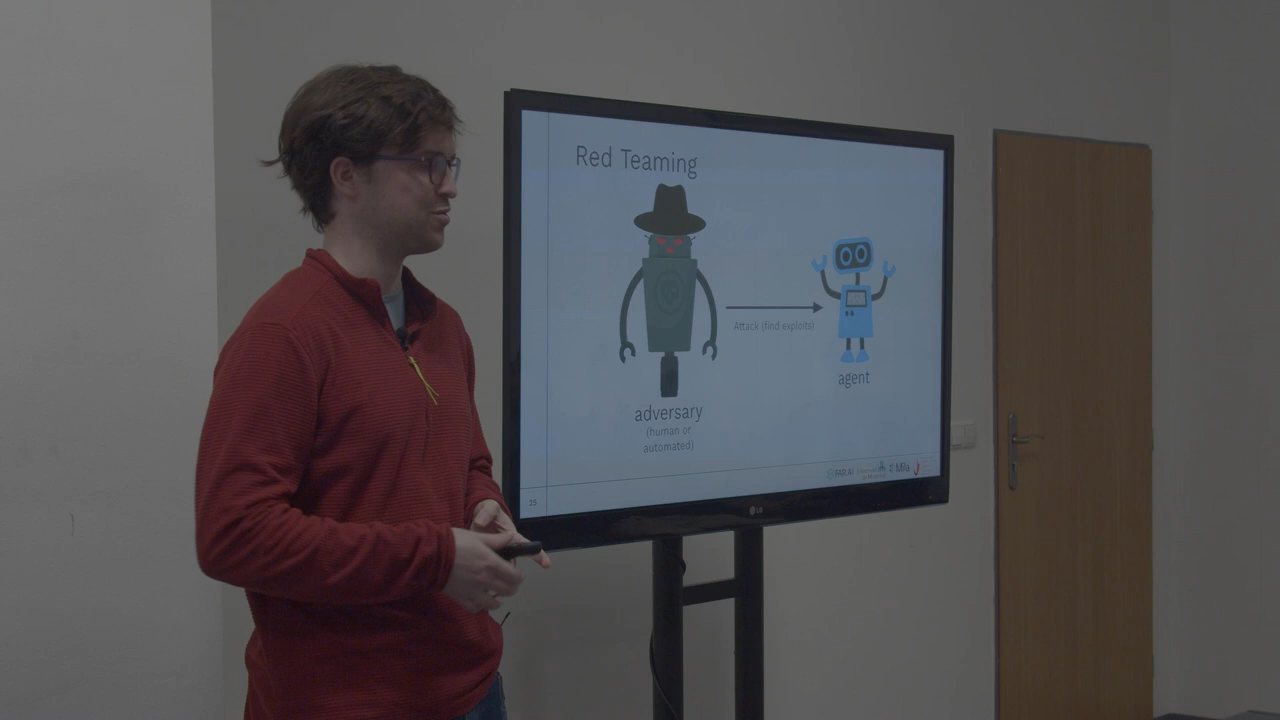 Red Teaming
Attack (find exploits)
agent
adversary
(human or
automated)
25
FAR.AI
Mila
LG